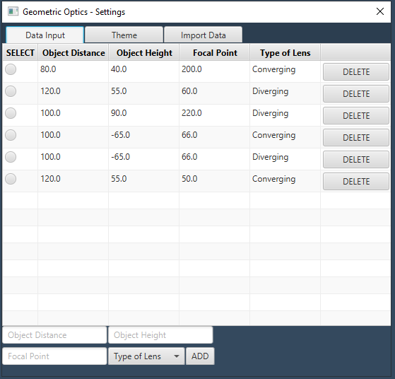 Geometric Optics - Settings
Data Input Theme Import Data
SELECT Object Distance Object Height Focal Point Type of Lens
80.0 40.0 200.0 Converging DELETE
120.0 55.0 60.0 Diverging DELETE
100.0 90.0 220.0 Diverging DELETE
100.0 -65.0 66.0 Converging DELETE
100.0 -65.0 66.0 Diverging DELETE
120.0 55.0 50.0 Converging DELETE
Object Distance Object Height
Focal Point Type of Lens ADD